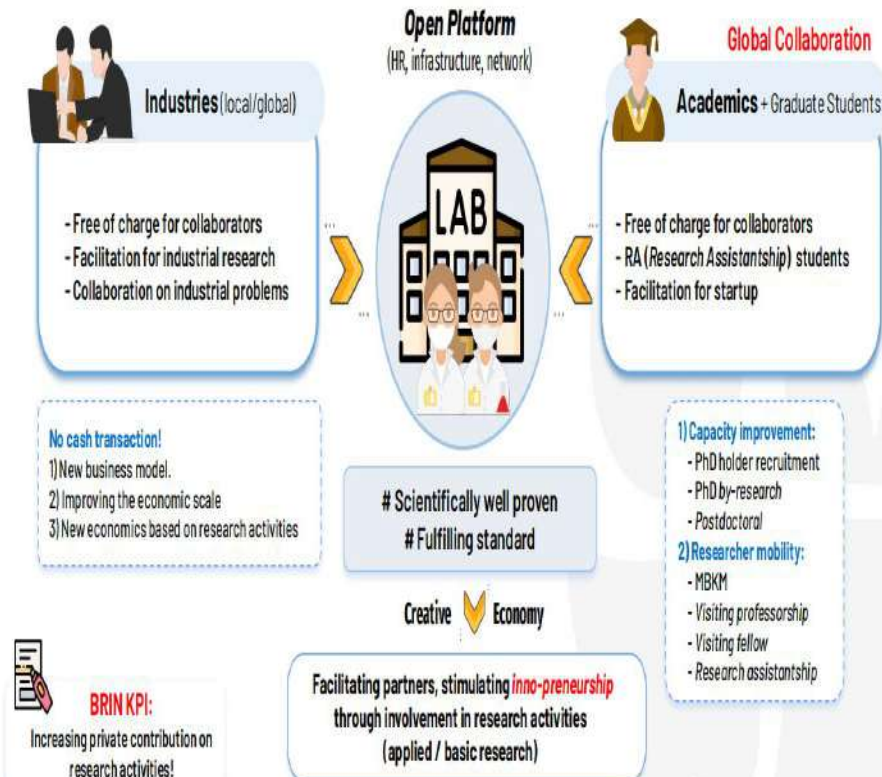 Open Platform
(HR, infrastructure, network)
Global Collaboration
Industries (local/global)
- Free of charge for collaborators
- Facilitation for industrial research
- Collaboration on industrial problems
LAB
Academics + Graduate Students
- Free of charge for collaborators
- RA (Research Assistantship) students
- Facilitation for startup
No cash transaction!
1) New business model.
2) Improving the economic scale
3) New economics based on research activities
# Scientifically well proven
# Fulfilling standard
1) Capacity improvement:
- PhD holder recruitment
- PhD by-research
- Postdoctoral
2) Researcher mobility:
- MBKM
- Visiting professorship
- Visiting fellow
- Research assistantship
Creative Economy
Facilitating partners, stimulating inno-preneurship
through involvement in research activities
(applied / basic research)
BRIN KPI:
Increasing private contribution on
research activities!